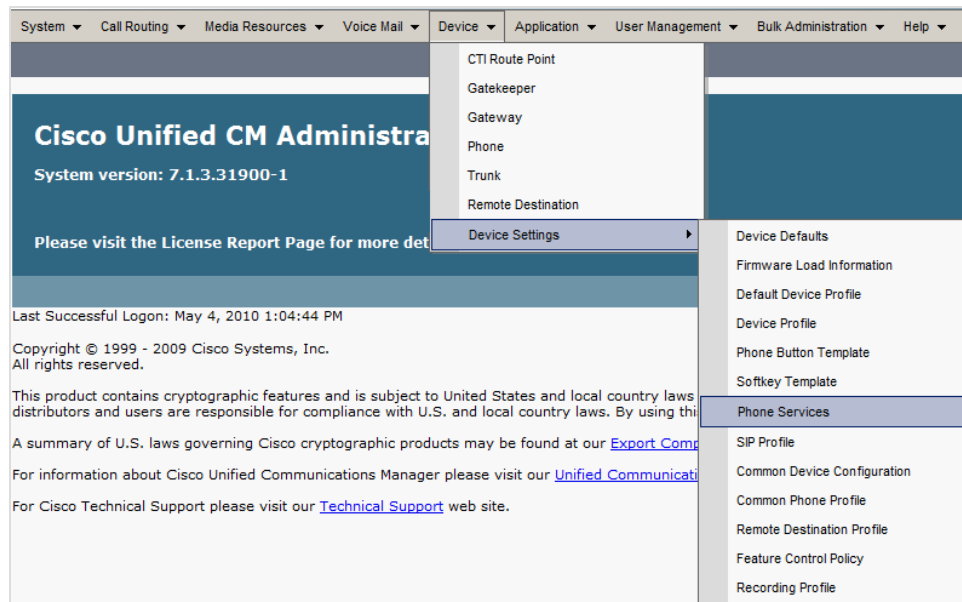 System Call Routing Media Resources Voice Mail Device Application User Management Bulk Administration Help
CTI Route Point
Gatekeeper
Gateway
Phone
Trunk
Remote Destination
Device Settings
Device Defaults
Firmware Load Information
Default Device Profile
Device Profile
Phone Button Template
Softkey Template
Phone Services
SIP Profile
Common Device Configuration
Common Phone Profile
Remote Destination Profile
Feature Control Policy
Recording Profile
Cisco Unified CM Administra
System version: 7.1.3.31900-1
Please visit the License Report Page for more det
Last Successful Logon: May 4, 2010 1:04:44 PM
Copyright © 1999 - 2009 Cisco Systems, Inc.
All rights reserved.
This product contains cryptographic features and is subject to United States and local country laws
distributors and users are responsible for compliance with U.S. and local country laws. By using thi
A summary of U.S. laws governing Cisco cryptographic products may be found at our Export Comp
For information about Cisco Unified Communications Manager please visit our Unified Communicati
For Cisco Technical Support please visit our Technical Support web site.